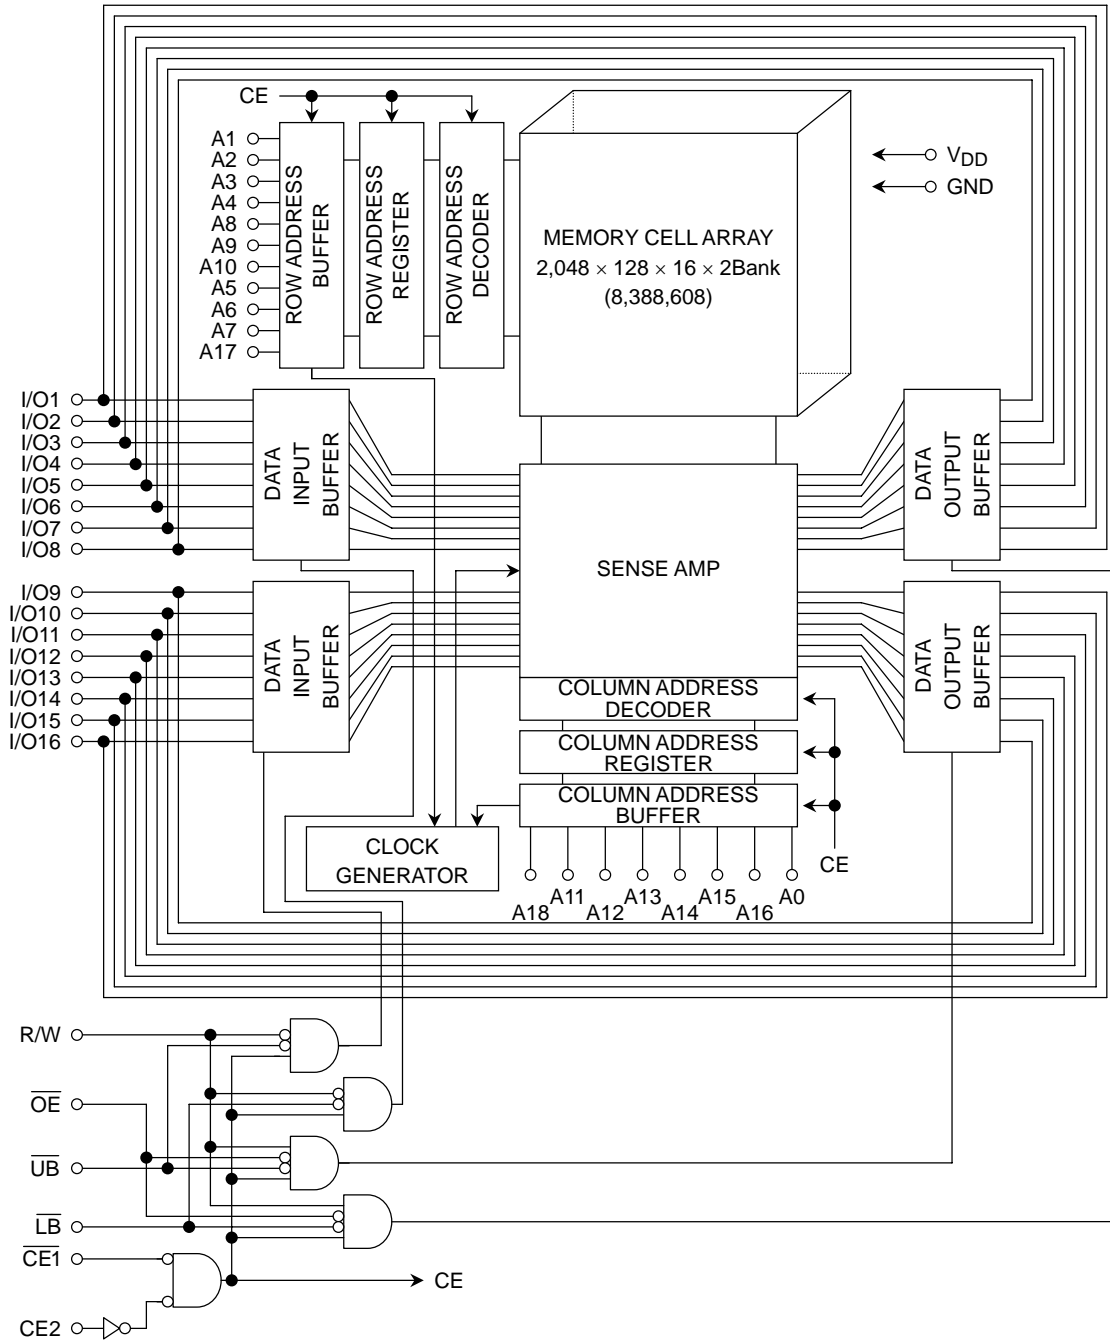 CE
A1
A2
A3
A4
A8
A9
A10
A5
A6
A7
A17
ROW ADDRESS
BUFFER
ROW ADDRESS
REGISTER
ROW ADDRESS
DECODER
MEMORY CELL ARRAY
2,048 × 128 × 16 × 2Bank
(8,388,608)
VDD
GND
I/O1
I/O2
I/O3
I/O4
I/O5
I/O6
I/O7
I/O8
DATA
INPUT
BUFFER
DATA
OUTPUT
BUFFER
SENSE AMP
I/O9
I/O10
I/O11
I/O12
I/O13
I/O14
I/O15
I/O16
DATA
INPUT
BUFFER
DATA
OUTPUT
BUFFER
COLUMN ADDRESS
DECODER
COLUMN ADDRESS
REGISTER
COLUMN ADDRESS
BUFFER
CLOCK
GENERATOR
CE
A18
A11
A12
A13
A14
A15
A16
A0
R/W
O̅E̅
U̅B̅
L̅B̅
C̅E̅1̅
CE2
CE